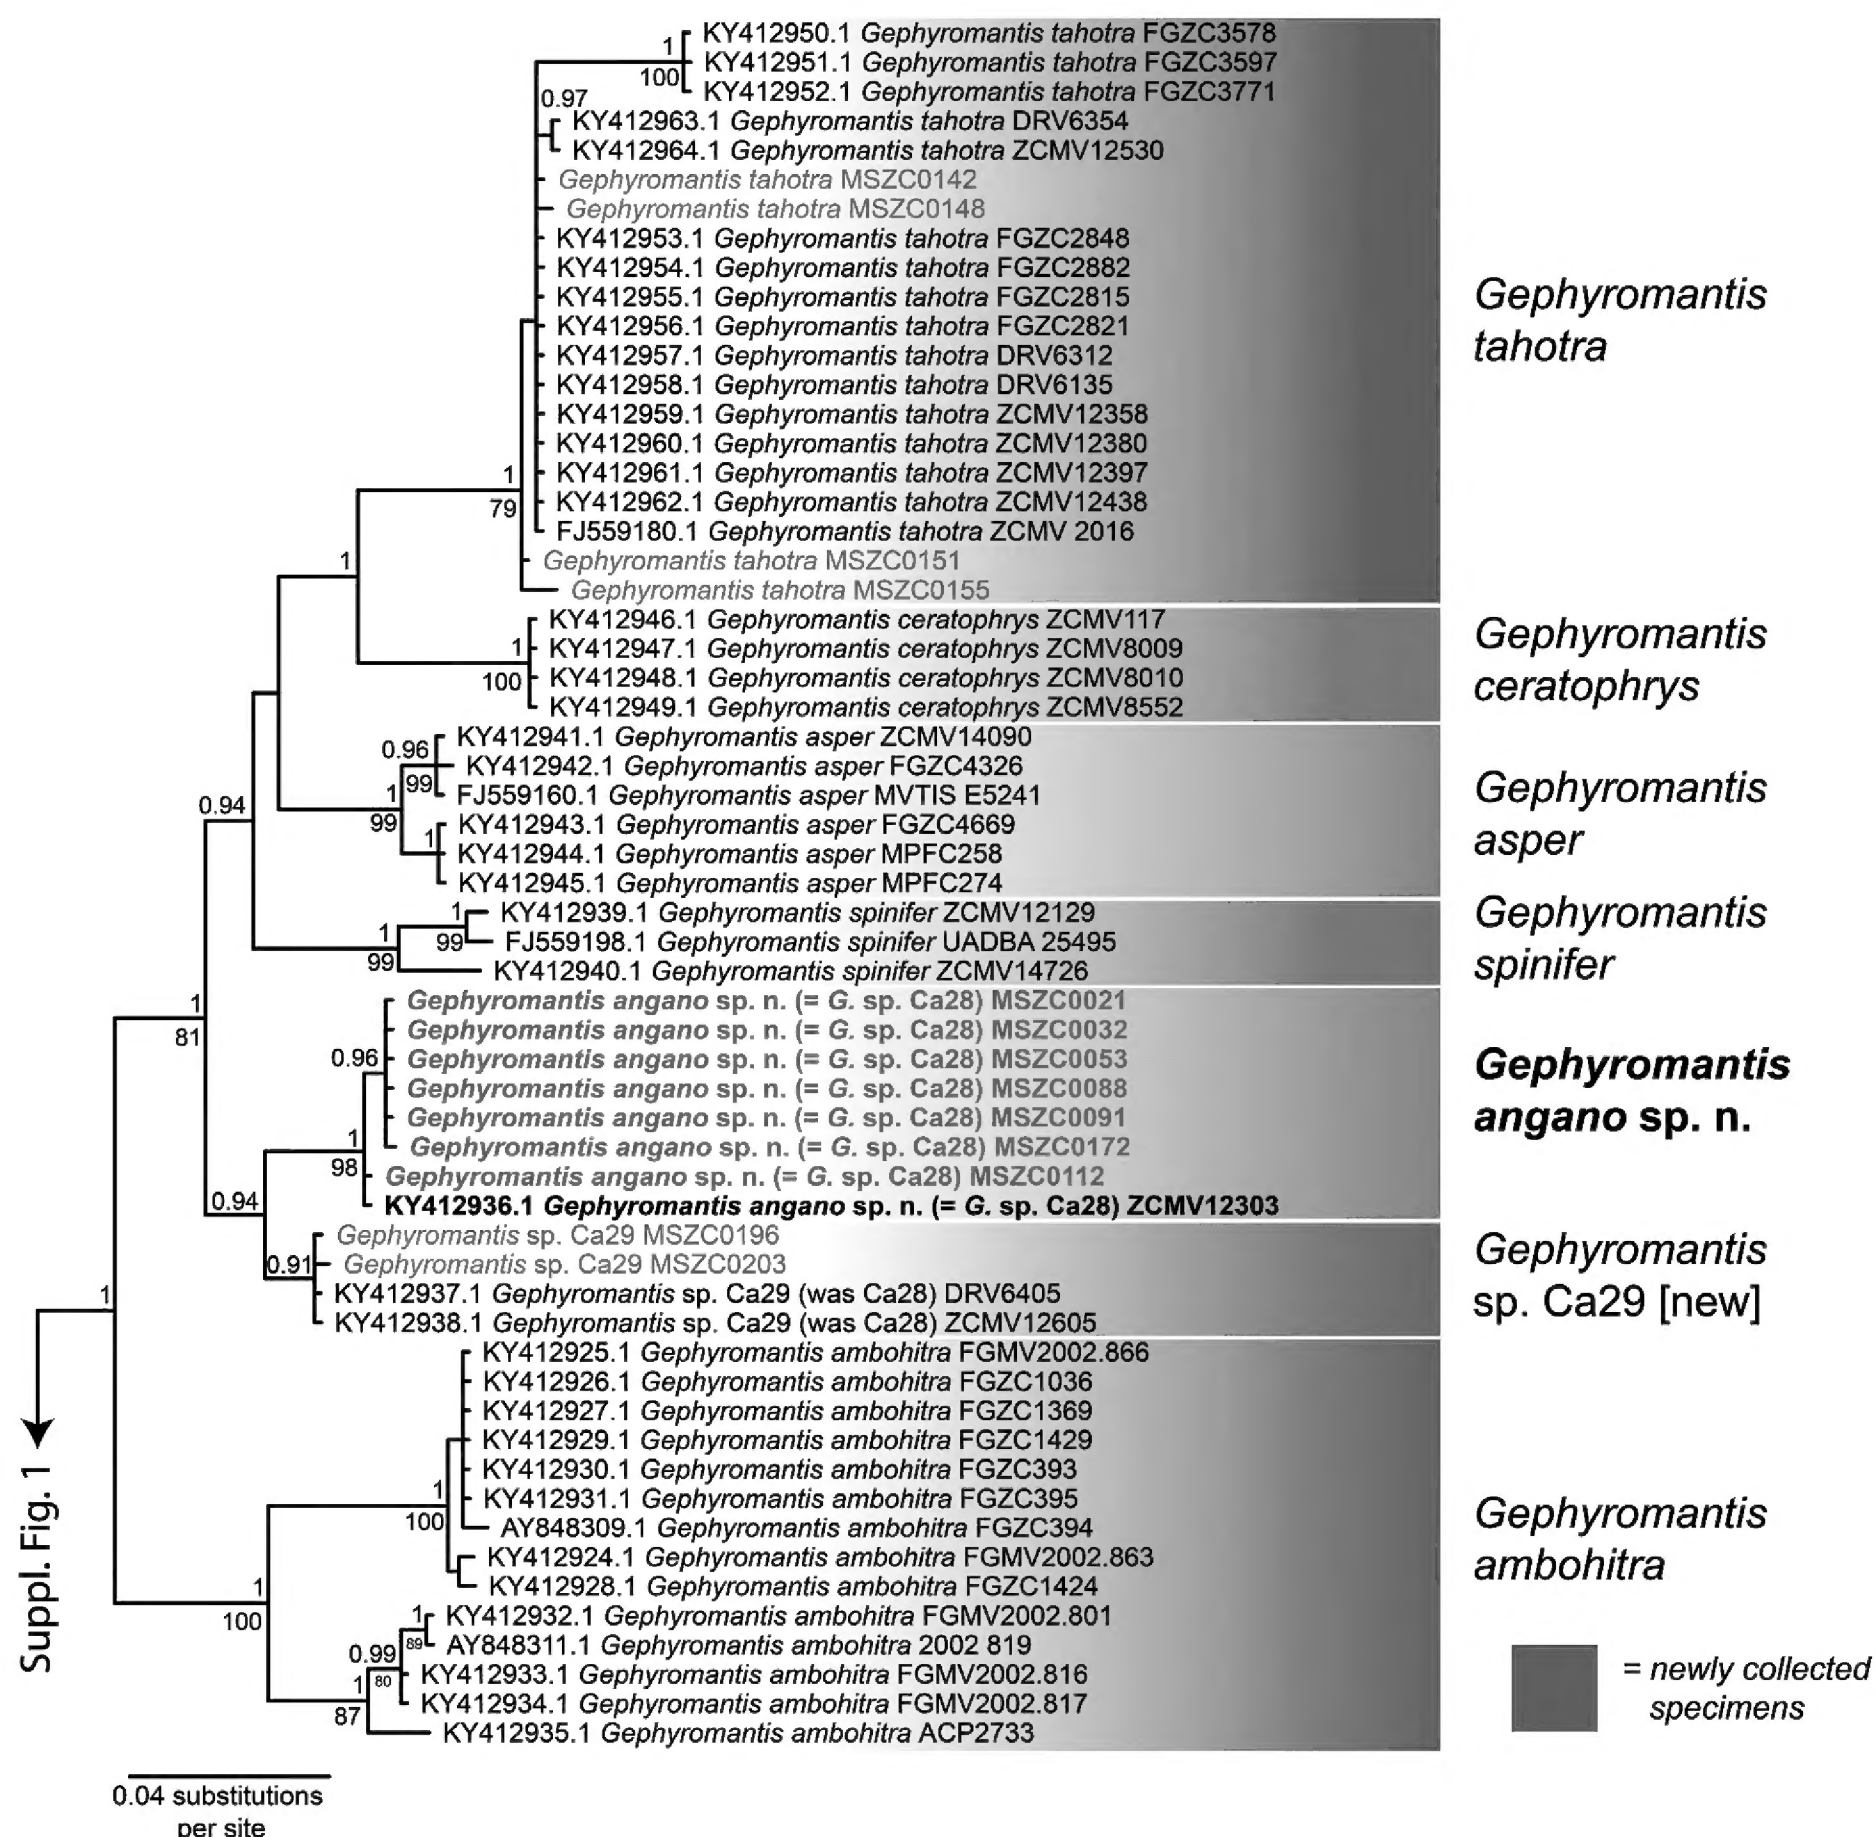 KY412950.1 Gephyromantis tahotra FGZC3578
1
KY412951.1 Gephyromantis tahotra FGZC3597
100
KY412952.1 Gephyromantis tahotra FGZC3771
0.97
KY412963.1 Gephyromantis tahotra DRV6354
KY412964.1 Gephyromantis tahotra ZCMV12530
Gephyromantis tahotra MSZC0142
Gephyromantis tahotra MSZC0148
KY412953.1 Gephyromantis tahotra FGZC2848
KY412954.1 Gephyromantis tahotra FGZC2882
KY412955.1 Gephyromantis tahotra FGZC2815
KY412956.1 Gephyromantis tahotra FGZC2821
KY412957.1 Gephyromantis tahotra DRV6312
KY412958.1 Gephyromantis tahotra DRV6135
KY412959.1 Gephyromantis tahotra ZCMV12358
KY412960.1 Gephyromantis tahotra ZCMV12380
KY412961.1 Gephyromantis tahotra ZCMV12397
1
79
KY412962.1 Gephyromantis tahotra ZCMV12438
FJ559180.1 Gephyromantis tahotra ZCMV 2016
Gephyromantis tahotra MSZC0151
Gephyromantis tahotra MSZC0155
Gephyromantis
tahotra
1
KY412946.1 Gephyromantis ceratophrys ZCMV117
KY412947.1 Gephyromantis ceratophrys ZCMV8009
KY412948.1 Gephyromantis ceratophrys ZCMV8010
KY412949.1 Gephyromantis ceratophrys ZCMV8552
1
100
Gephyromantis
ceratophrys
KY412941.1 Gephyromantis asper ZCMV14090
KY412942.1 Gephyromantis asper FGZC4326
FJ559160.1 Gephyromantis asper MVTIS E5241
KY412943.1 Gephyromantis asper FGZC4669
KY412944.1 Gephyromantis asper MPFC258
KY412945.1 Gephyromantis asper MPFC274
0.96
99
1
99
1
0.94
Gephyromantis
asper
KY412939.1 Gephyromantis spinifer ZCMV12129
FJ559198.1 Gephyromantis spinifer UADBA 25495
KY412940.1 Gephyromantis spinifer ZCMV14726
1
99
1
99
Gephyromantis
spinifer
1
81
Gephyromantis angano sp. n. (= G. sp. Ca28) MSZC0021
Gephyromantis angano sp. n. (= G. sp. Ca28) MSZC0032
Gephyromantis angano sp. n. (= G. sp. Ca28) MSZC0053
Gephyromantis angano sp. n. (= G. sp. Ca28) MSZC0088
Gephyromantis angano sp. n. (= G. sp. Ca28) MSZC0091
Gephyromantis angano sp. n. (= G. sp. Ca28) MSZC0172
Gephyromantis angano sp. n. (= G. sp. Ca28) MSZC0112
KY412936.1 Gephyromantis angano sp. n. (= G. sp. Ca28) ZCMV12303
0.96
1
98
0.94
Gephyromantis
angano sp. n.
Gephyromantis sp. Ca29 MSZC0196
Gephyromantis sp. Ca29 MSZC0203
KY412937.1 Gephyromantis sp. Ca29 (was Ca28) DRV6405
KY412938.1 Gephyromantis sp. Ca29 (was Ca28) ZCMV12605
0.91
1
Gephyromantis
sp. Ca29 [new]
KY412925.1 Gephyromantis ambohitra FGMV2002.866
KY412926.1 Gephyromantis ambohitra FGZC1036
KY412927.1 Gephyromantis ambohitra FGZC1369
KY412929.1 Gephyromantis ambohitra FGZC1429
KY412930.1 Gephyromantis ambohitra FGZC393
KY412931.1 Gephyromantis ambohitra FGZC395
AY848309.1 Gephyromantis ambohitra FGZC394
KY412924.1 Gephyromantis ambohitra FGMV2002.863
KY412928.1 Gephyromantis ambohitra FGZC1424
KY412932.1 Gephyromantis ambohitra FGMV2002.801
AY848311.1 Gephyromantis ambohitra 2002 819
KY412933.1 Gephyromantis ambohitra FGMV2002.816
KY412934.1 Gephyromantis ambohitra FGMV2002.817
KY412935.1 Gephyromantis ambohitra ACP2733
1
100
1
100
1
89
0.99
80
1
87
Gephyromantis
ambohitra
Suppl. Fig. 1
= newly collected
specimens
0.04 substitutions
per site